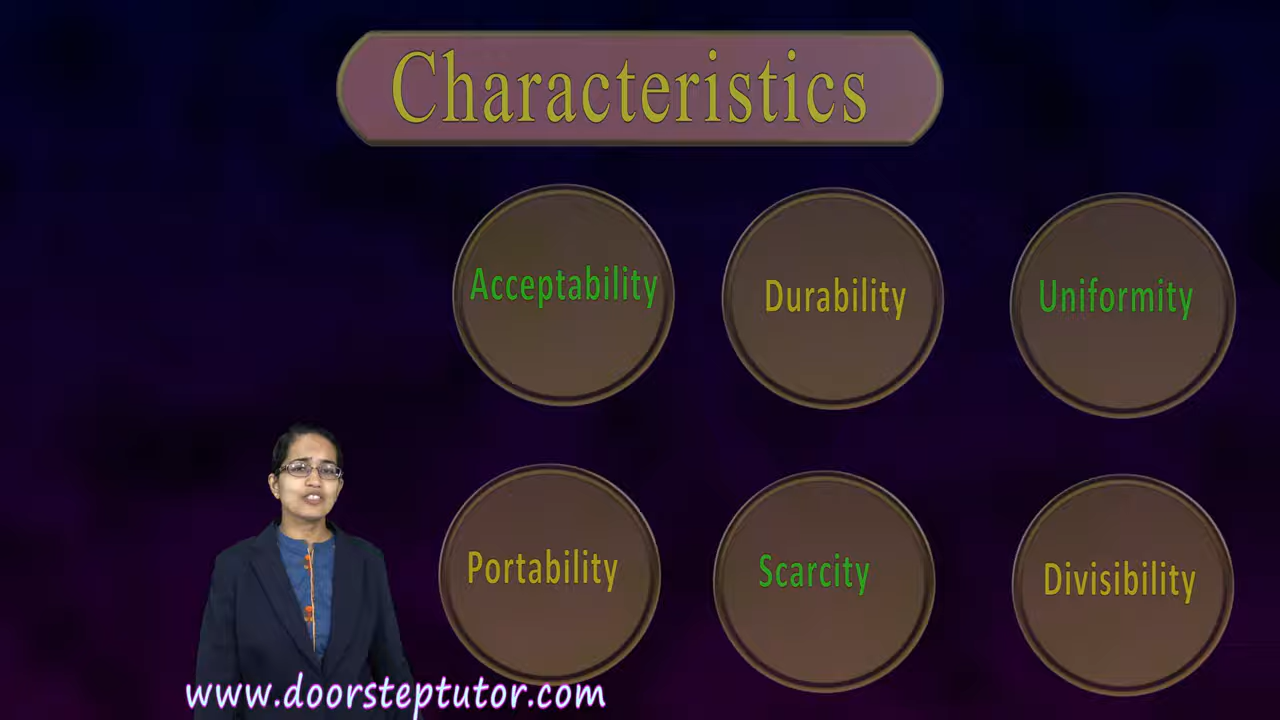 Characteristics
Acceptability
Durability
Uniformity
Portability
Scarcity
Divisibility
www.doorsteptutor.com